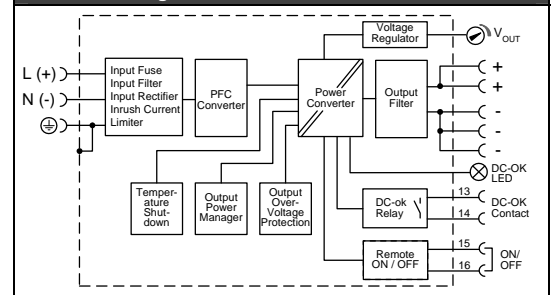 Voltage
Regulator
VOUT
L (+)
N (-)
Input Fuse
Input Filter
Input Rectifier
Inrush Current
Limiter
PFC
Converter
Power
Converter
Output
Filter
+
+
-
-
-
DC-OK
LED
Temper-
ature
Shut-
down
Output
Power
Manager
Output
Over-
Voltage
Protection
DC-ok
Relay
13
14
DC-OK
Contact
Remote
ON / OFF
15
16
ON/
OFF